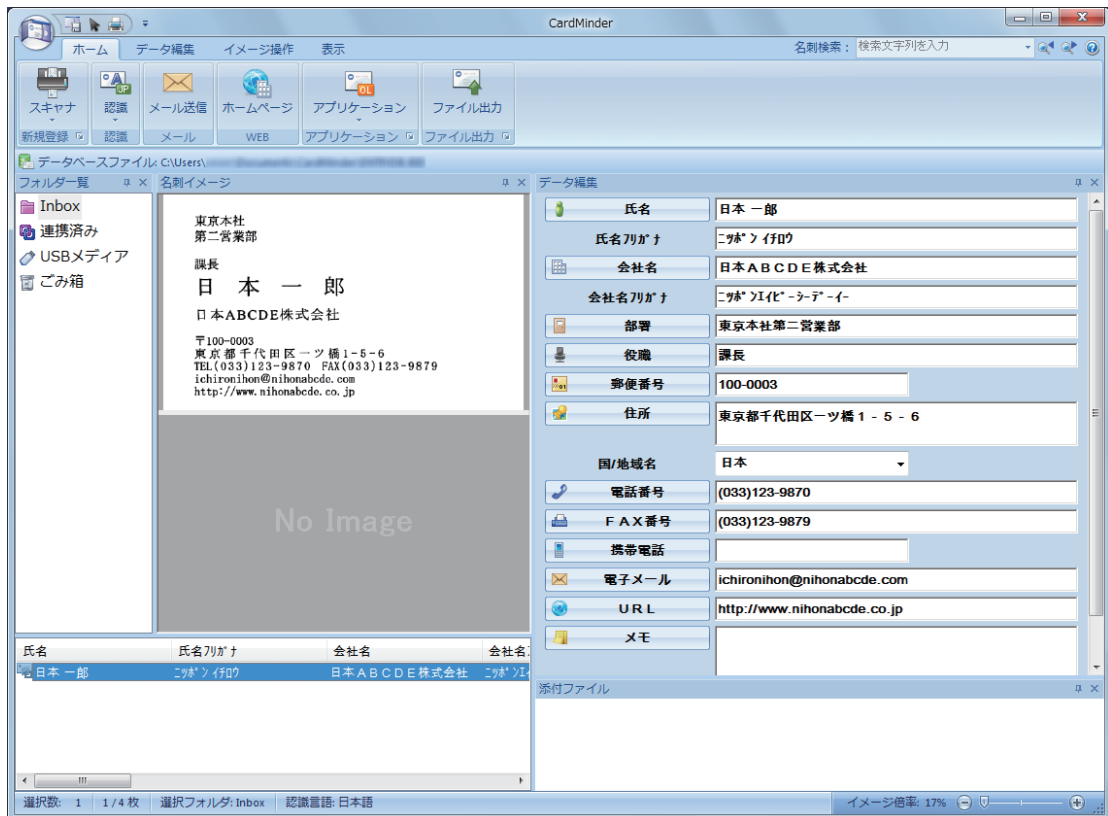 CardMinder
ホーム データ編集 イメージ操作 表示 名刺検索： 検索文字列を入力
スキャナ 認識 メール送信 ホームページ アプリケーション ファイル出力
新規登録 認識 メール WEB アプリケーション ファイル出力
データベースファイル: C:\Users\
フォルダ一覧 名刺イメージ データ編集
Inbox
連携済み
USBメディア
ごみ箱
東京本社
第二営業部
課長
日 本 一 郎
日本ABCDE株式会社
〒100-0003
東京都千代田区一ツ橋1-5-6
TEL(033)123-9870 FAX(033)123-9879
ichironihon@nihonabcde.com
http://www.nihonabcde.co.jp
No Image
氏名 日本 一郎
氏名ﾌﾘｶﾞﾅ ﾆｯﾎﾟﾝ ｲﾁﾛｳ
会社名 日本ＡＢＣＤＥ株式会社
会社名ﾌﾘｶﾞﾅ ﾆｯﾎﾟﾝｴｲﾋﾞｰｼｰﾃﾞｰｲｰ
部署 東京本社第二営業部
役職 課長
郵便番号 100-0003
住所 東京都千代田区一ツ橋１-５-６
国/地域名 日本
電話番号 (033)123-9870
ＦＡＸ番号 (033)123-9879
携帯電話
電子メール ichironihon@nihonabcde.com
ＵＲＬ http://www.nihonabcde.co.jp
メモ
氏名 氏名ﾌﾘｶﾞﾅ 会社名 会社名
日本 一郎 ﾆｯﾎﾟﾝ ｲﾁﾛｳ 日本ＡＢＣＤＥ株式会社 ﾆｯﾎﾟﾝｴｲ
添付ファイル
選択数: 1 1/4 枚 選択フォルダ: Inbox 認識言語: 日本語 イメージ倍率: 17%